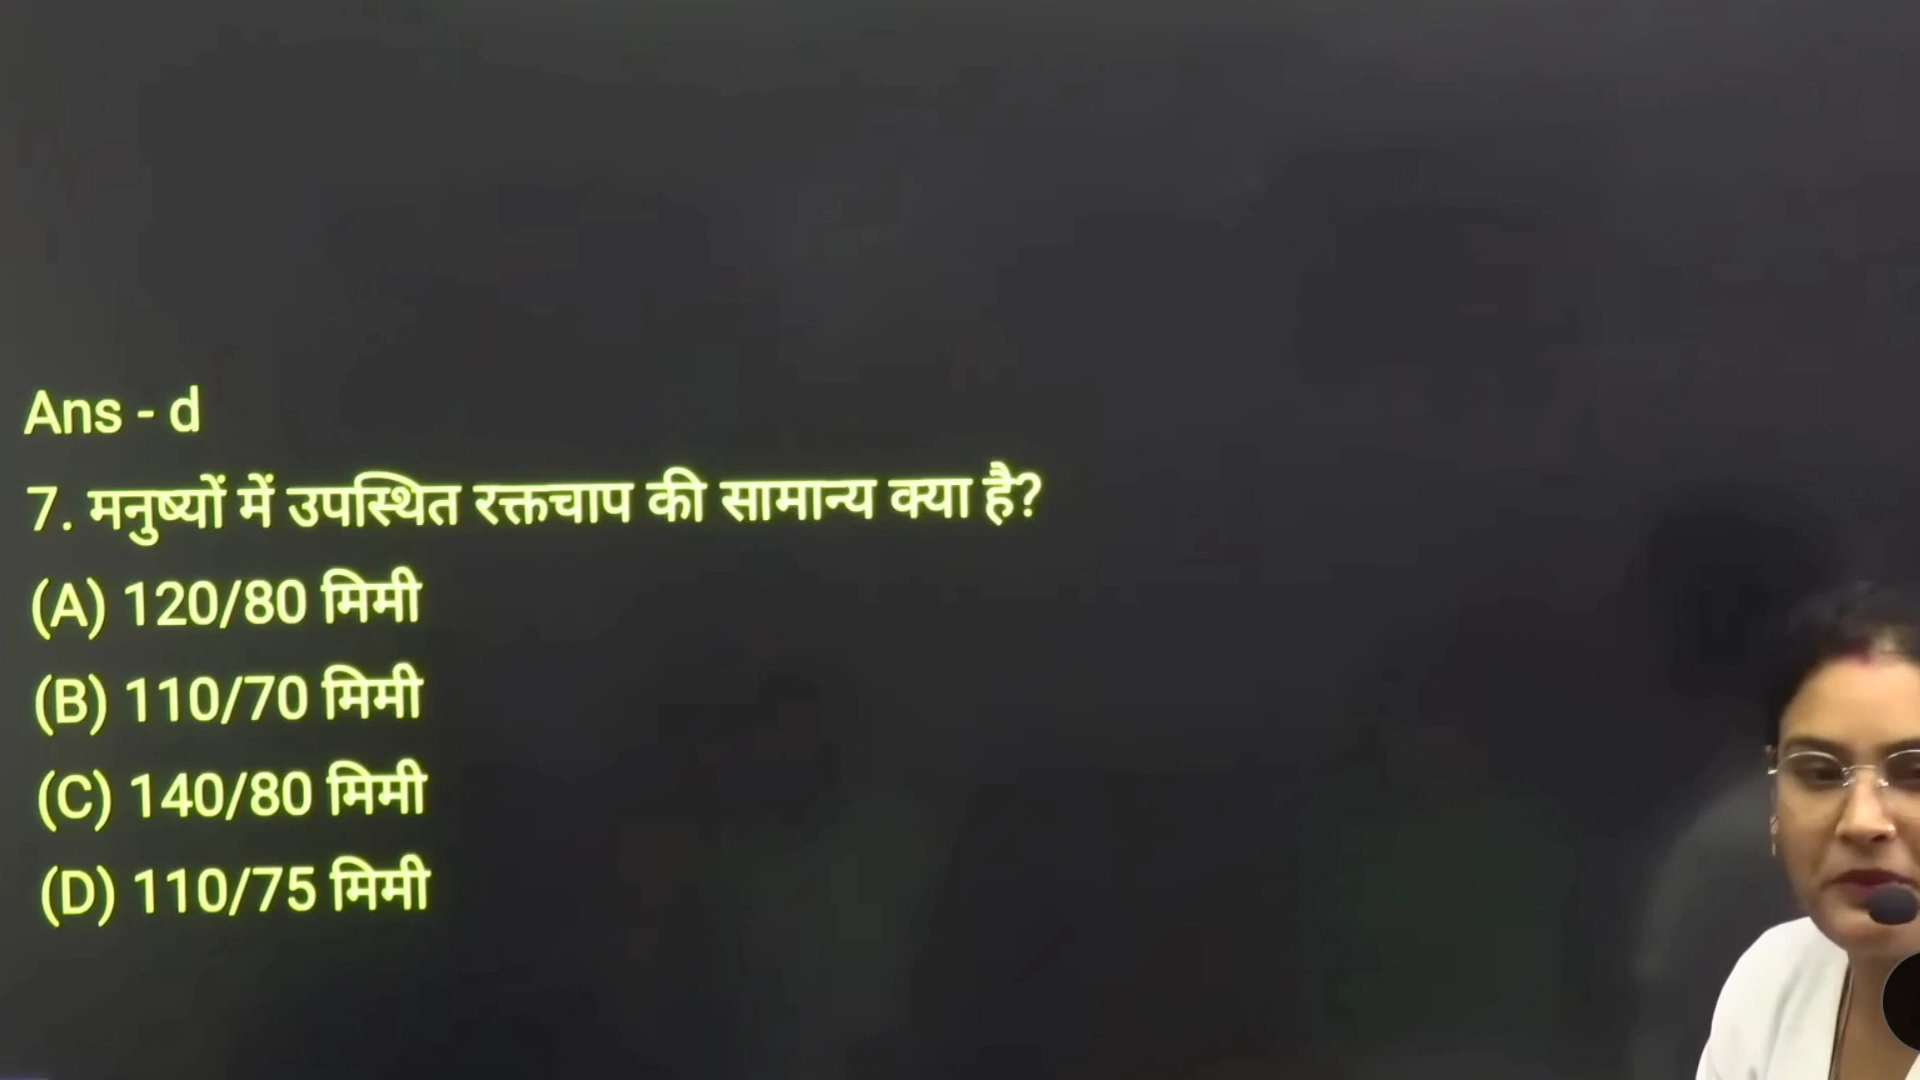 Ans - d
7. मनुष्यों में उपस्थित रक्तचाप की सामान्य क्या है?
(A) 120/80 मिमी
(B) 110/70 मिमी
(C) 140/80 मिमी
(D) 110/75 मिमी